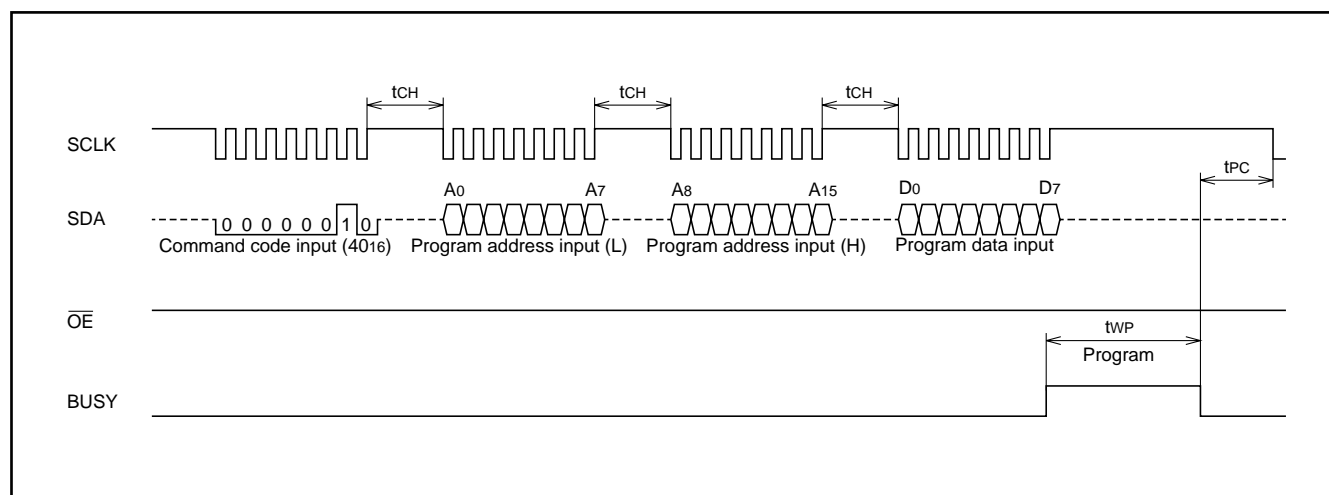 tCH tCH tCH
SCLK
tPC
A0 A7 A8 A15 D0 D7
SDA
0 0 0 0 0 0 1 0
Command code input (4016) Program address input (L) Program address input (H) Program data input
OE
tWP
Program
BUSY